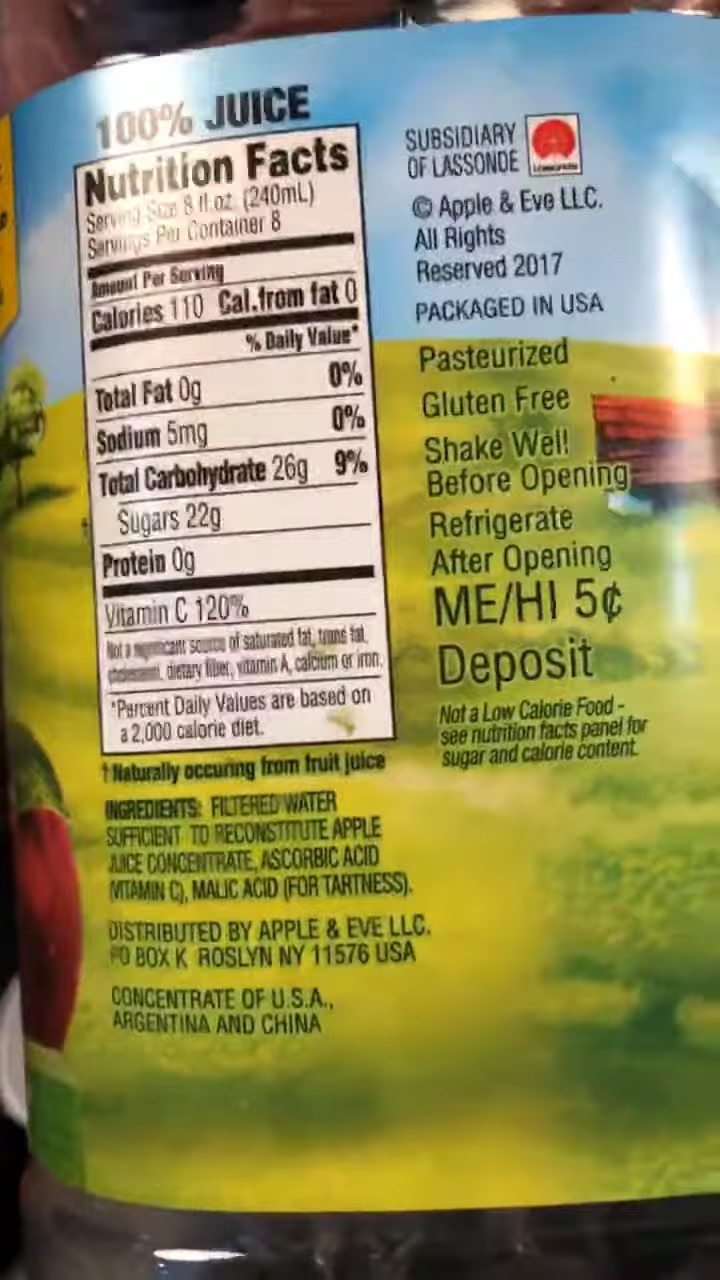 100% JUICE
Nutrition Facts
Serving Size 8 fl oz (240mL)
Servings Per Container 8
Amount Per Serving
Calories 110 Cal.from fat 0
% Daily Value*
Total Fat 0g 0%
Sodium 5mg 0%
Total Carbohydrate 26g 9%
† Sugars 22g
Protein 0g
Vitamin C 120%
Not a significant source of saturated fat, trans fat,
cholesterol, dietary fiber, vitamin A, calcium or iron.
*Percent Daily Values are based on
a 2,000 calorie diet.
† Naturally occuring from fruit juice
INGREDIENTS: FILTERED WATER
SUFFICIENT TO RECONSTITUTE APPLE
JUICE CONCENTRATE, ASCORBIC ACID
(VITAMIN C), MALIC ACID (FOR TARTNESS).
DISTRIBUTED BY APPLE & EVE LLC.
PO BOX K ROSLYN NY 11576 USA
CONCENTRATE OF U.S.A.,
ARGENTINA AND CHINA
SUBSIDIARY
OF LASSONDE
LASSONDE
© Apple & Eve LLC.
All Rights
Reserved 2017
PACKAGED IN USA
Pasteurized
Gluten Free
Shake Well
Before Opening
Refrigerate
After Opening
ME/HI 5¢
Deposit
Not a Low Calorie Food -
see nutrition facts panel for
sugar and calorie content.